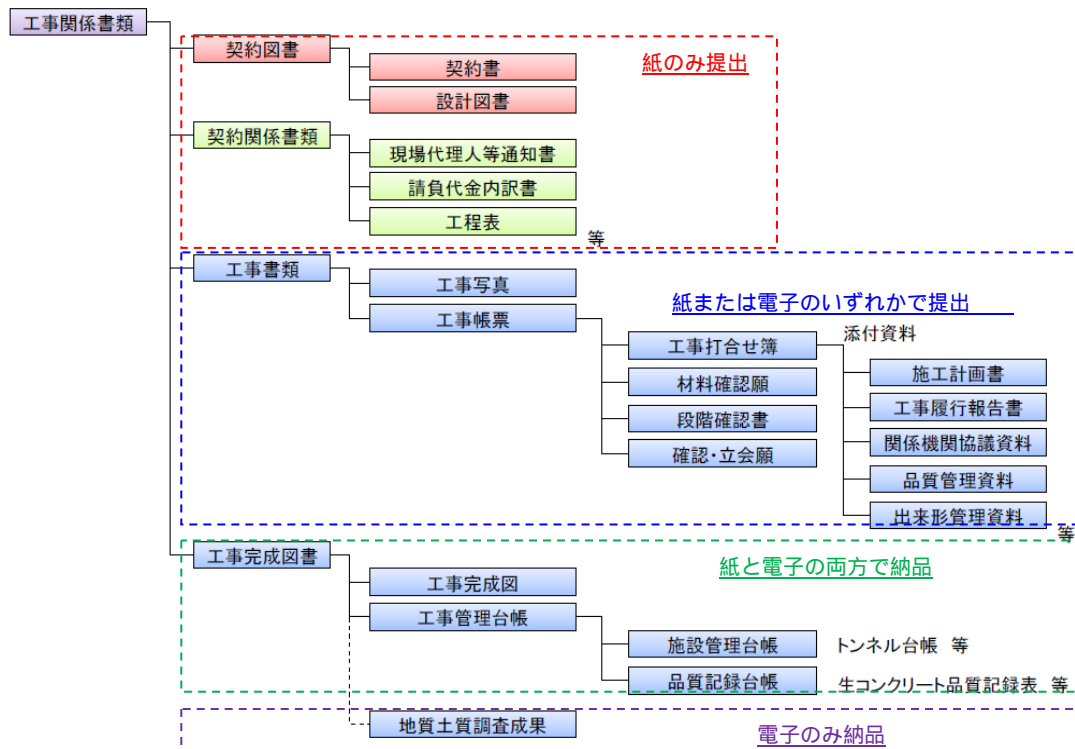 工事関係書類
契約図書
紙のみ提出
契約書
設計図書
契約関係書類
現場代理人等通知書
請負代金内訳書
工程表
等
工事書類
工事写真
紙または電子のいずれかで提出
工事帳票
添付資料
工事打合せ簿
施工計画書
材料確認願
工事履行報告書
段階確認書
関係機関協議資料
確認・立会願
品質管理資料
出来形管理資料
等
工事完成図書
紙と電子の両方で納品
工事完成図
工事管理台帳
施設管理台帳 トンネル台帳 等
品質記録台帳 生コンクリート品質記録表 等
地質土質調査成果
電子のみ納品